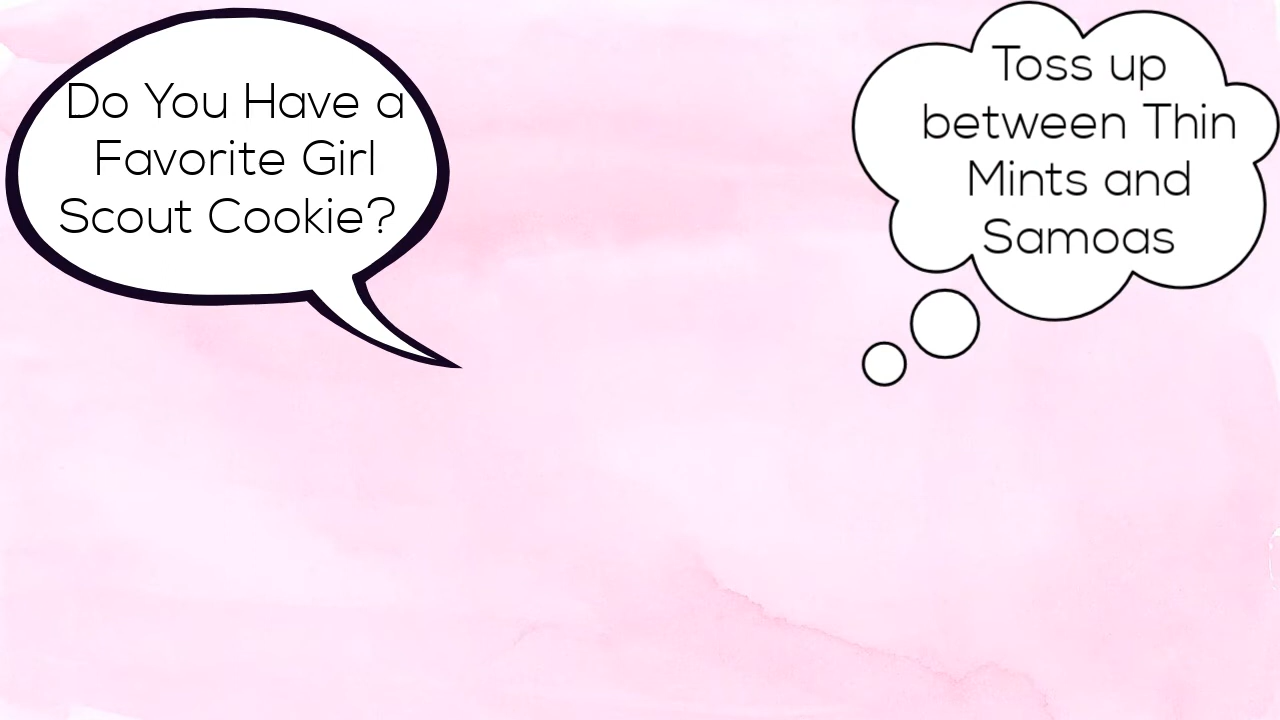 Do You Have a
Favorite Girl
Scout Cookie?
Toss up
between Thin
Mints and
Samoas